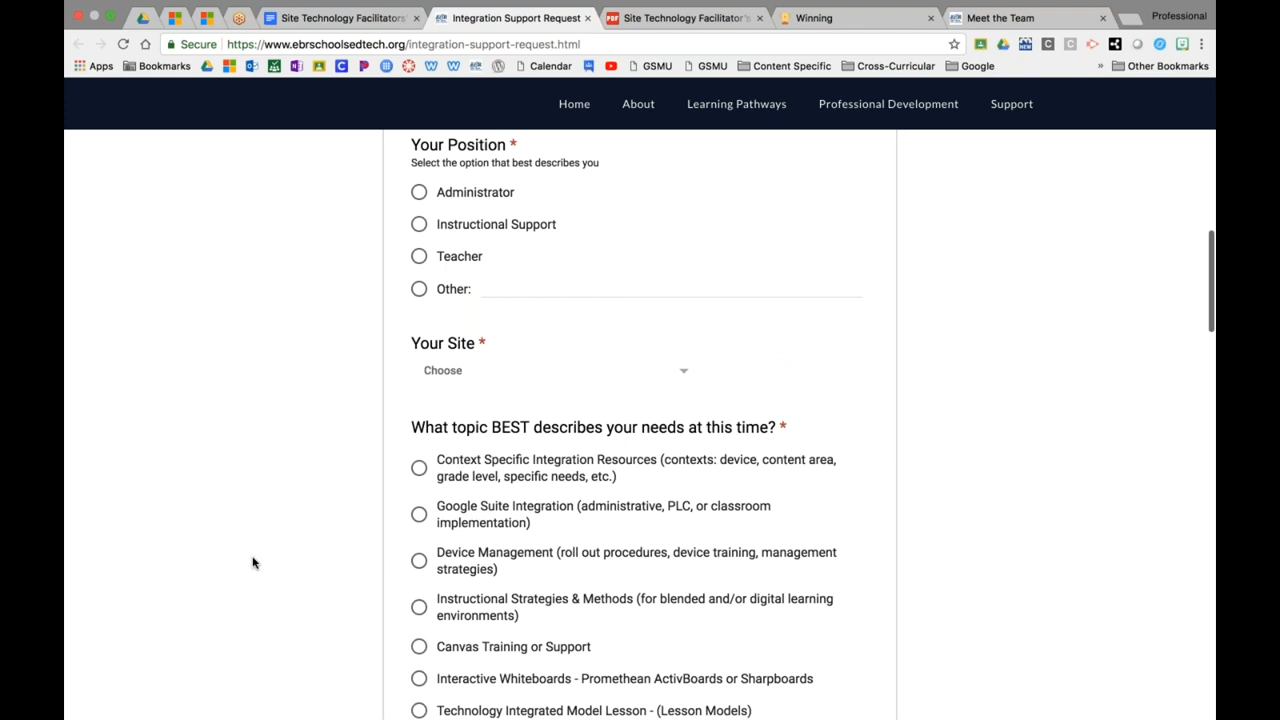 Site Technology Facilitators'
Integration Support Request
Site Technology Facilitator's
Winning
Meet the Team
Professional
Secure https://www.ebrschoolsedtech.org/integration-support-request.html
Apps Bookmarks Calendar GSMU GSMU Content Specific Cross-Curricular Google » Other Bookmarks
Home About Learning Pathways Professional Development Support
Your Position *
Select the option that best describes you
Administrator
Instructional Support
Teacher
Other:
Your Site *
Choose
What topic BEST describes your needs at this time? *
Context Specific Integration Resources (contexts: device, content area,
grade level, specific needs, etc.)
Google Suite Integration (administrative, PLC, or classroom
implementation)
Device Management (roll out procedures, device training, management
strategies)
Instructional Strategies & Methods (for blended and/or digital learning
environments)
Canvas Training or Support
Interactive Whiteboards - Promethean ActivBoards or Sharpboards
Technology Integrated Model Lesson - (Lesson Models)